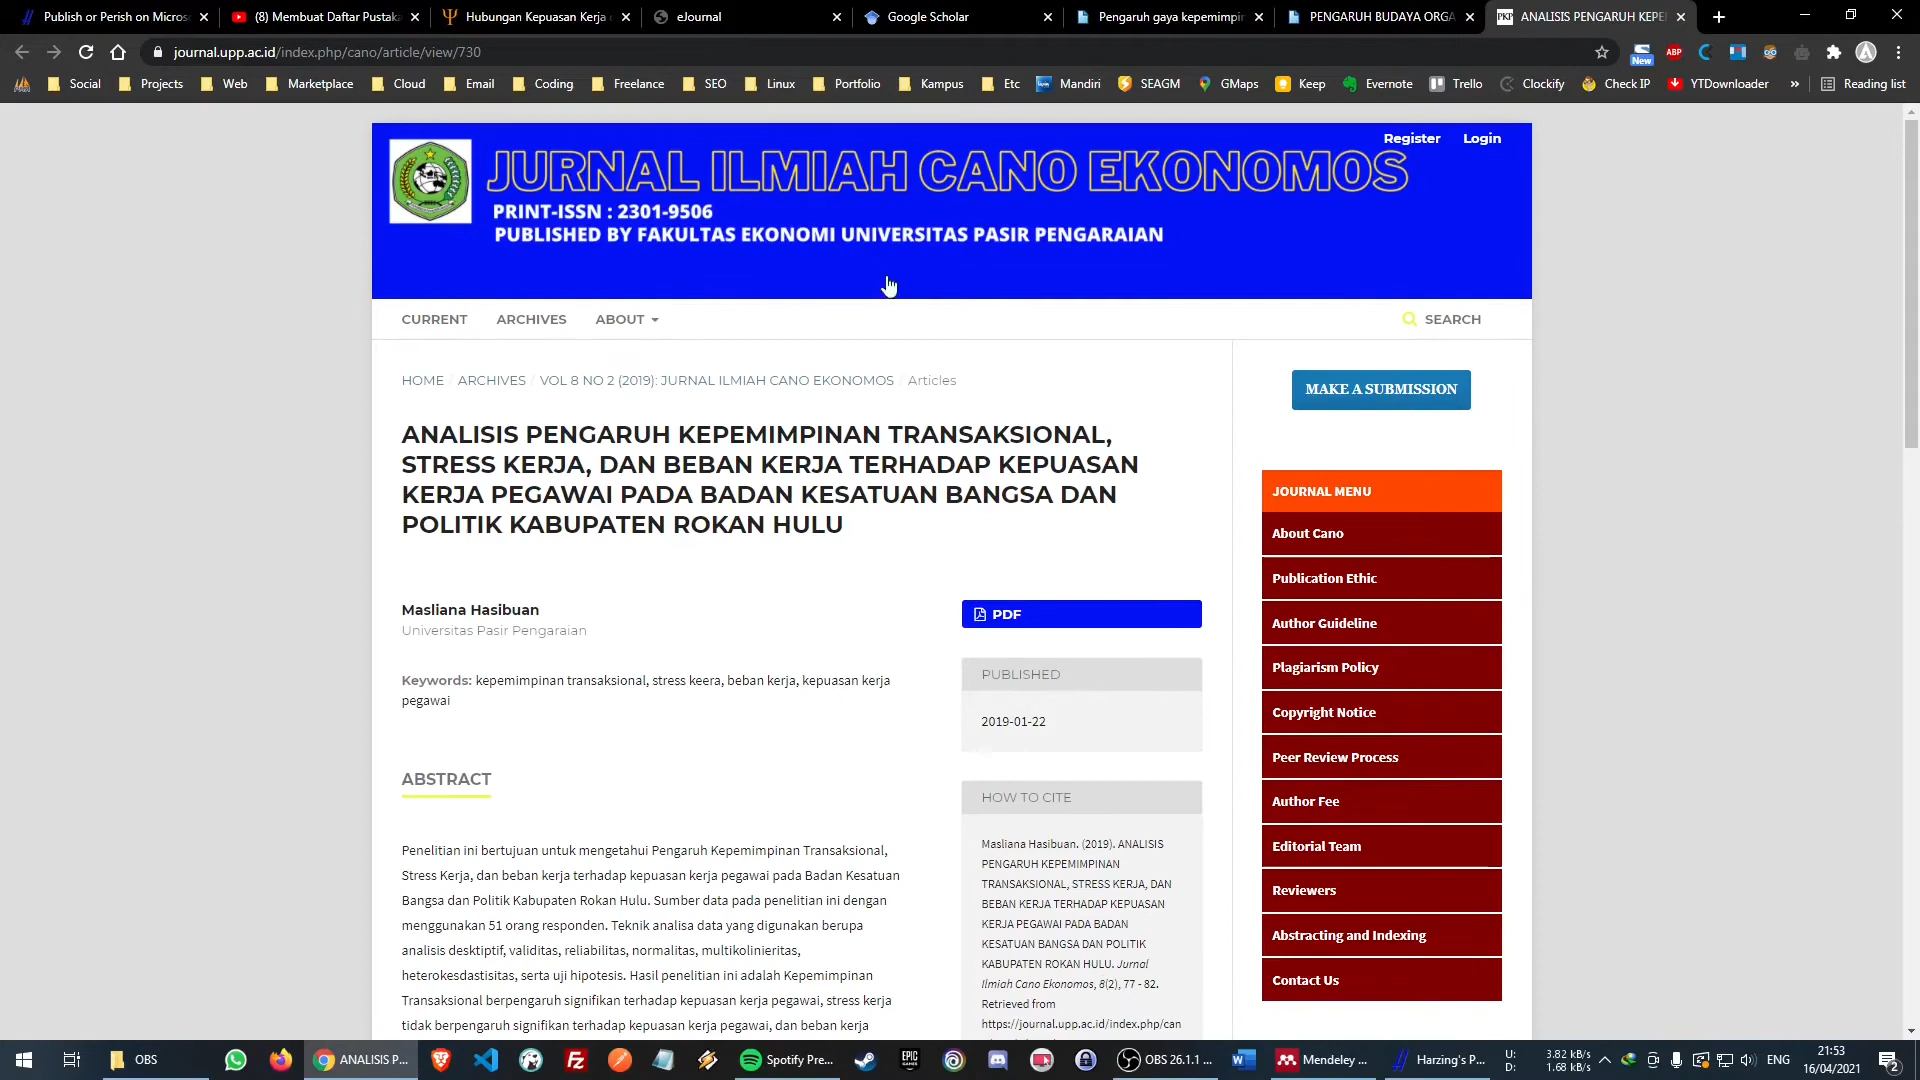 Publish or Perish on Micros
(8) Membuat Daftar Pustaka
Hubungan Kepuasan Kerja
eJournal
Google Scholar
Pengaruh gaya kepemimpin
PENGARUH BUDAYA ORGA
ANALISIS PENGARUH KEPE
journal.upp.ac.id/index.php/cano/article/view/730
New
ABP
Social
Projects
Web
Marketplace
Cloud
Email
Coding
Freelance
SEO
Linux
Portfolio
Kampus
Etc
Mandiri
SEAGM
GMaps
Keep
Evernote
Trello
Clockify
Check IP
YTDownloader
»
Reading list
Register
Login
JURNAL ILMIAH CANO EKONOMOS
PRINT-ISSN : 2301-9506
PUBLISHED BY FAKULTAS EKONOMI UNIVERSITAS PASIR PENGARAIAN
CURRENT
ARCHIVES
ABOUT
SEARCH
HOME / ARCHIVES / VOL 8 NO 2 (2019): JURNAL ILMIAH CANO EKONOMOS / Articles
MAKE A SUBMISSION
ANALISIS PENGARUH KEPEMIMPINAN TRANSAKSIONAL,
STRESS KERJA, DAN BEBAN KERJA TERHADAP KEPUASAN
KERJA PEGAWAI PADA BADAN KESATUAN BANGSA DAN
POLITIK KABUPATEN ROKAN HULU
Masliana Hasibuan
Universitas Pasir Pengaraian
Keywords: kepemimpinan transaksional, stress keera, beban kerja, kepuasan kerja
pegawai
ABSTRACT
Penelitian ini bertujuan untuk mengetahui Pengaruh Kepemimpinan Transaksional,
Stress Kerja, dan beban kerja terhadap kepuasan kerja pegawai pada Badan Kesatuan
Bangsa dan Politik Kabupaten Rokan Hulu. Sumber data pada penelitian ini dengan
menggunakan 51 orang responden. Teknik analisa data yang digunakan berupa
analisis desktiptif, validitas, reliabilitas, normalitas, multikolinieritas,
heterokesdastisitas, serta uji hipotesis. Hasil penelitian ini adalah Kepemimpinan
Transaksional berpengaruh signifikan terhadap kepuasan kerja pegawai, stress kerja
tidak berpengaruh signifikan terhadap kepuasan kerja pegawai, dan beban kerja
PDF
PUBLISHED
2019-01-22
HOW TO CITE
Masliana Hasibuan. (2019). ANALISIS
PENGARUH KEPEMIMPINAN
TRANSAKSIONAL, STRESS KERJA, DAN
BEBAN KERJA TERHADAP KEPUASAN
KERJA PEGAWAI PADA BADAN
KESATUAN BANGSA DAN POLITIK
KABUPATEN ROKAN HULU. Jurnal
Ilmiah Cano Ekonomos, 8(2), 77 - 82.
Retrieved from
https://journal.upp.ac.id/index.php/can
JOURNAL MENU
About Cano
Publication Ethic
Author Guideline
Plagiarism Policy
Copyright Notice
Peer Review Process
Author Fee
Editorial Team
Reviewers
Abstracting and Indexing
Contact Us
OBS
ANALISIS P...
Spotify Pre...
EPIC GAMES
OBS 26.1.1 ...
Mendeley ...
Harzing's P...
U: 3.82 kB/s
D: 1.68 kB/s
ENG
21:53
16/04/2021
2